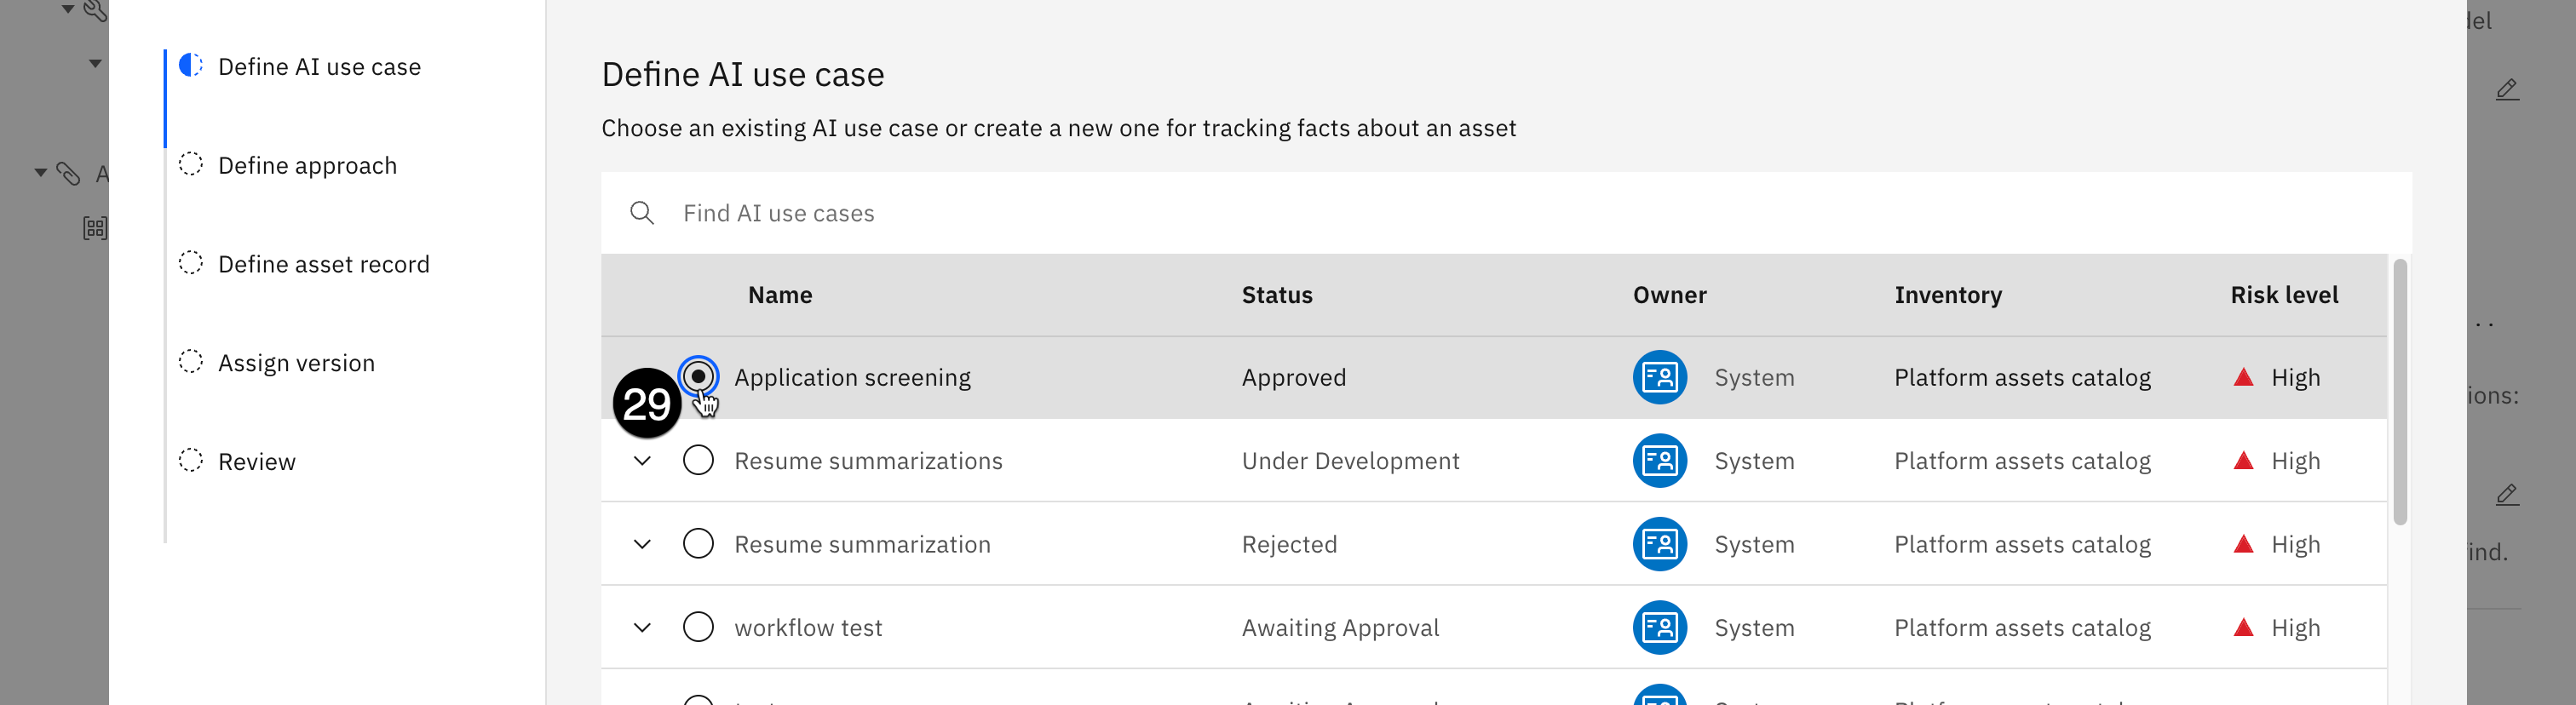 Define AI use case
Define approach
Define asset record
Assign version
Review
Define AI use case
Choose an existing AI use case or create a new one for tracking facts about an asset
Find AI use cases
Name Status Owner Inventory Risk level
29
Application screening Approved System Platform assets catalog High
Resume summarizations Under Development System Platform assets catalog High
Resume summarization Rejected System Platform assets catalog High
workflow test Awaiting Approval System Platform assets catalog High
A
del
ions:
ind.